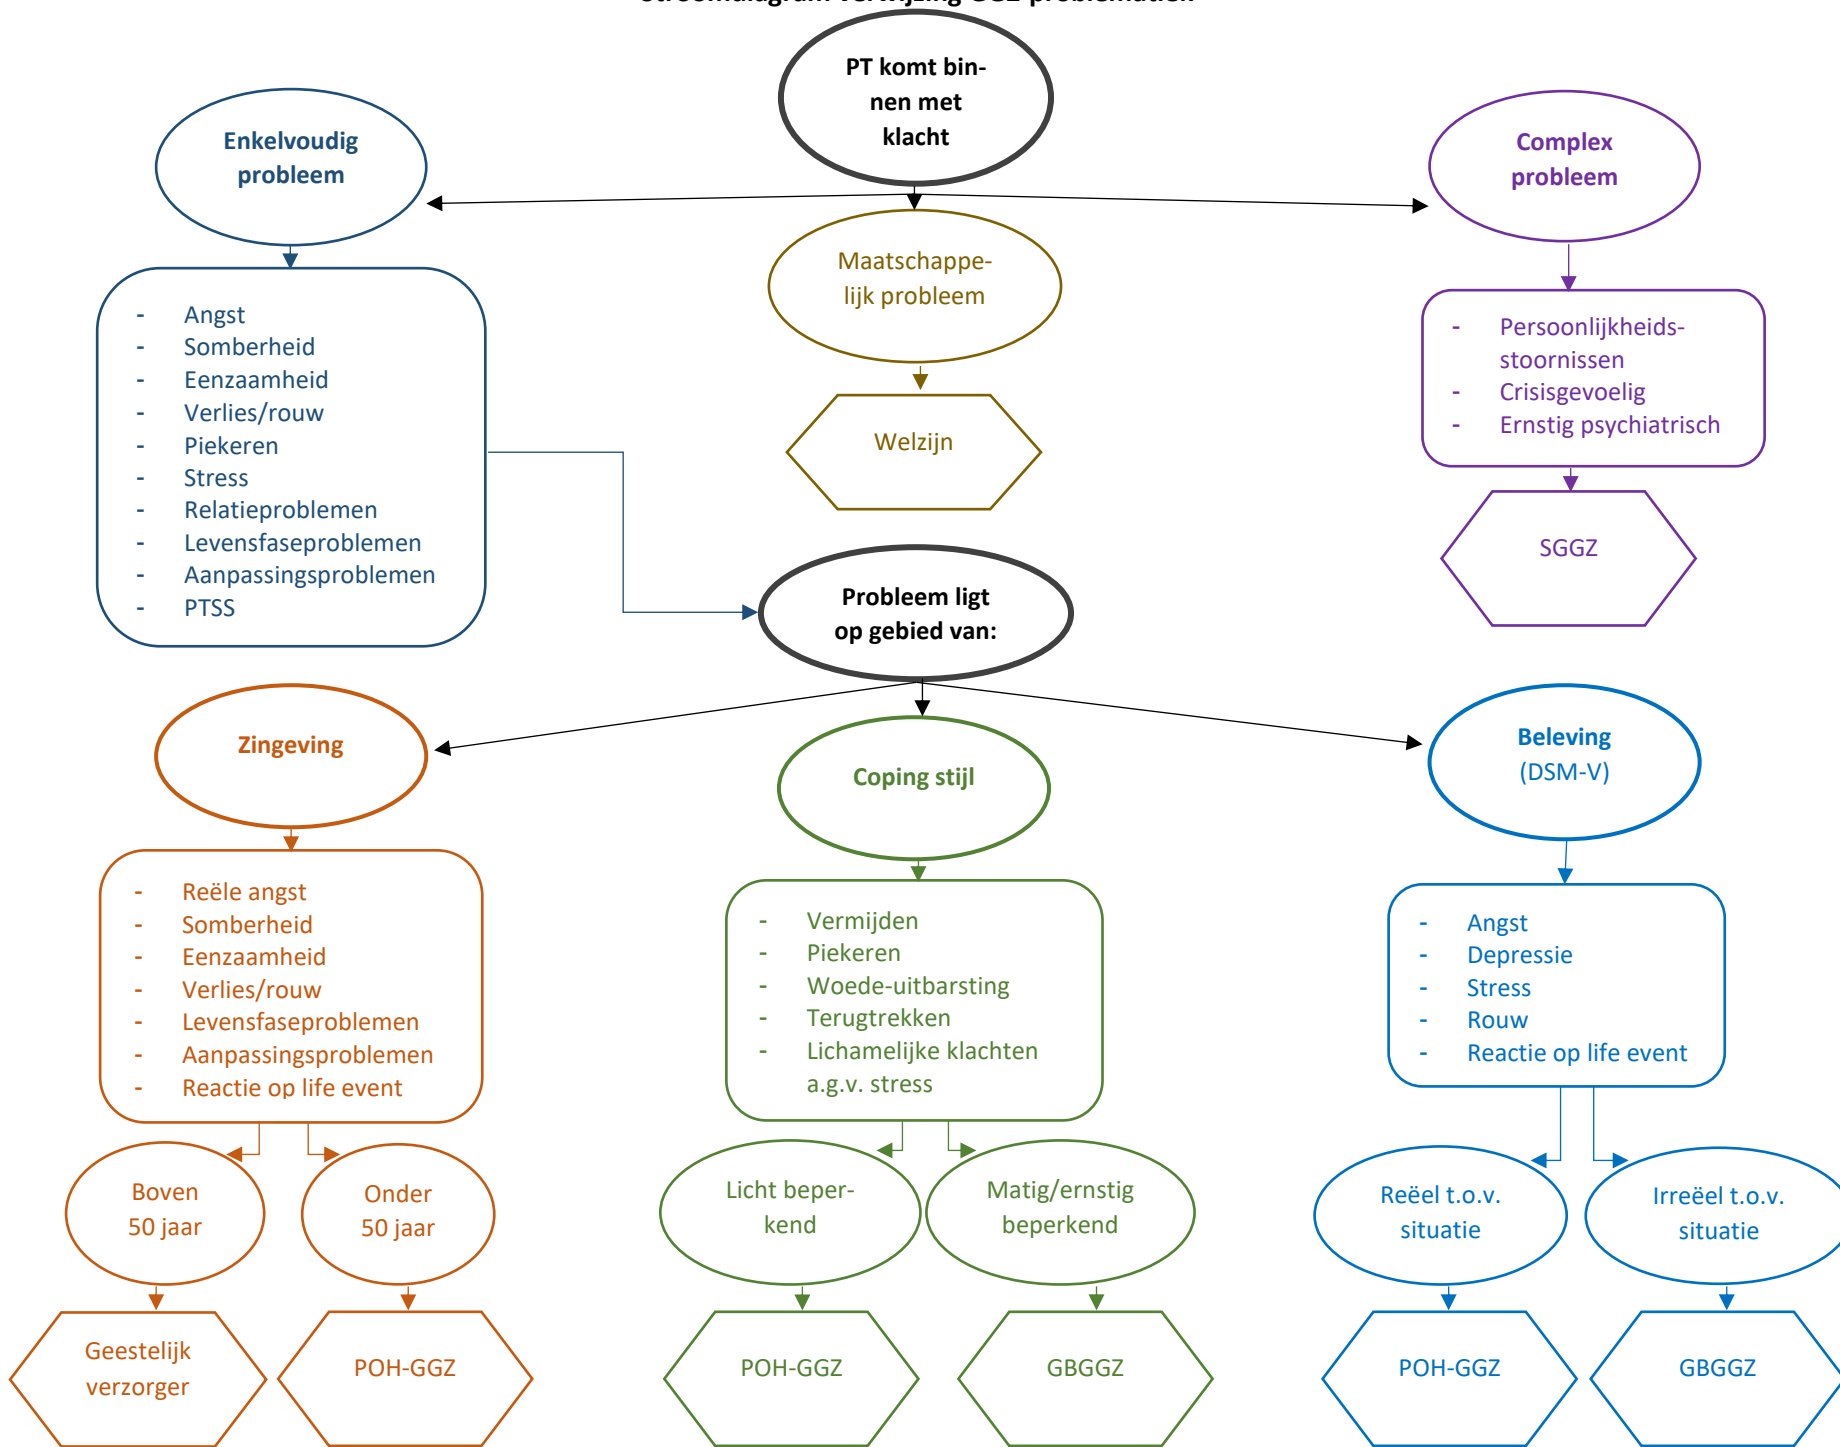 Stroomdiagram verwijzing GGZ-problematiek
PT komt bin-
nen met
klacht
Enkelvoudig
probleem
Complex
probleem
Maatschappe-
lijk probleem
- Angst
- Somberheid
- Eenzaamheid
- Verlies/rouw
- Piekeren
- Stress
- Relatieproblemen
- Levensfaseproblemen
- Aanpassingsproblemen
- PTSS
Welzijn
- Persoonlijkheids-
stoornissen
- Crisisgevoelig
- Ernstig psychiatrisch
SGGZ
Probleem ligt
op gebied van:
Zingeving
Coping stijl
Beleving
(DSM-V)
- Reële angst
- Somberheid
- Eenzaamheid
- Verlies/rouw
- Levensfaseproblemen
- Aanpassingsproblemen
- Reactie op life event
- Vermijden
- Piekeren
- Woede-uitbarsting
- Terugtrekken
- Lichamelijke klachten
a.g.v. stress
- Angst
- Depressie
- Stress
- Rouw
- Reactie op life event
Boven
50 jaar
Onder
50 jaar
Licht beper-
kend
Matig/ernstig
beperkend
Reëel t.o.v.
situatie
Irreëel t.o.v.
situatie
Geestelijk
verzorger
POH-GGZ
POH-GGZ
GBGGZ
POH-GGZ
GBGGZ